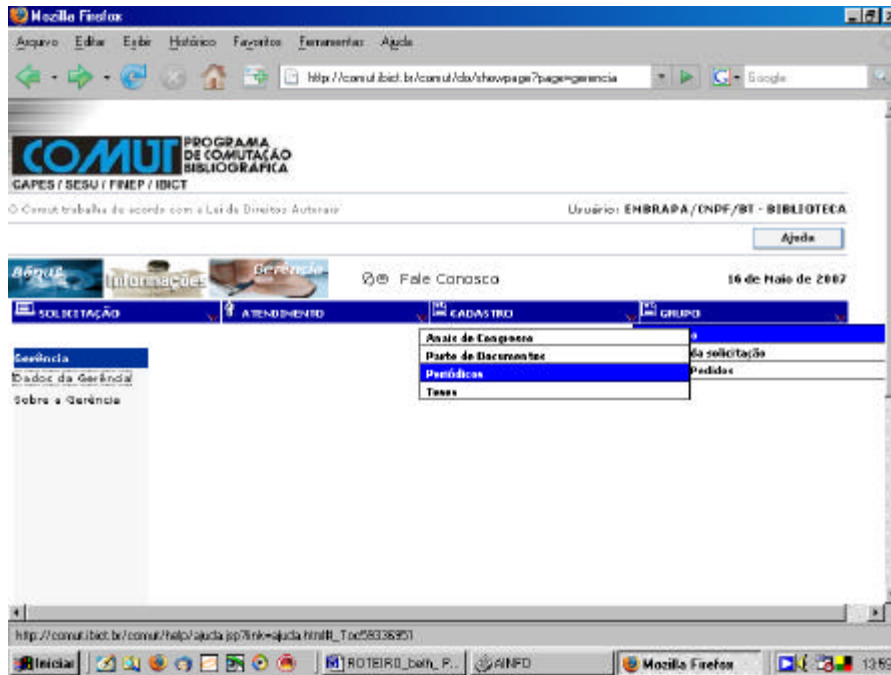 Mozilla Firefox
Arquivo Editar Exibir Histórico Favoritos Ferramentas Ajuda
http://comut.ibict.br/comut/do/showpage?page=gerencia
Google
COMUT PROGRAMA DE COMUTAÇÃO BIBLIOGRÁFICA
CAPES / SESU / FINEP / IBICT
O Comut trabalha de acordo com a Lei de Direitos Autorais
Usuário: EMBRAPA/CNPF/BT - BIBLIOTECA
Ajuda
Bônus Informações Gerência Fale Conosco 16 de Maio de 2007
SOLICITAÇÃO ATENDIMENTO CADASTRO GRUPO
Anais de Congresso o
Parte de Documentos da solicitação
Periódicos Pedidos
Teses
Gerência
Dados da Gerência
Sobre a Gerência
http://comut.ibict.br/comut/help/ajuda.jsp?link=ajuda.html#_Toc59336951
Iniciar ROTEIRO_beth_P... AINFO Mozilla Firefox